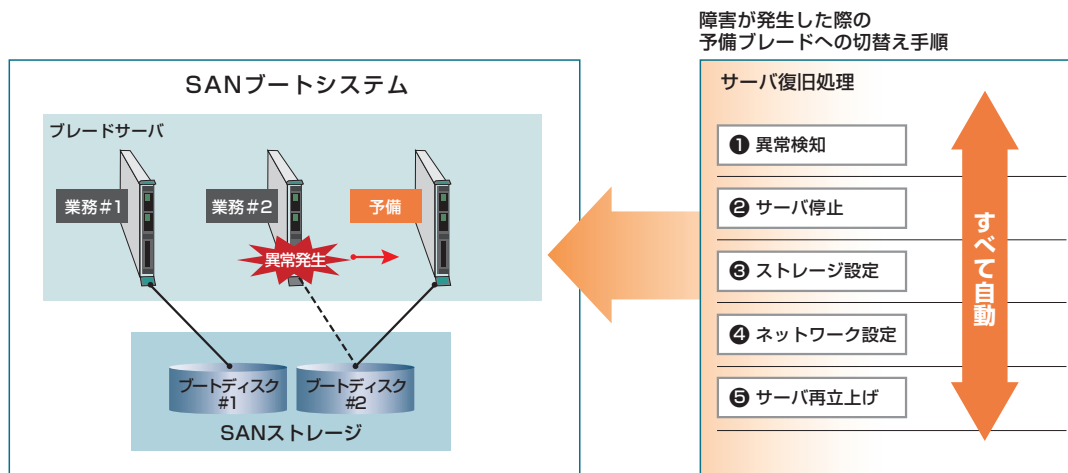 障害が発生した際の
予備ブレードへの切替え手順
SANブートシステム
ブレードサーバ
業務#1
業務#2
予備
異常発生
ブートディスク
#1
ブートディスク
#2
SANストレージ
サーバ復旧処理
❶ 異常検知
❷ サーバ停止
❸ ストレージ設定
❹ ネットワーク設定
❺ サーバ再立上げ
すべて自動